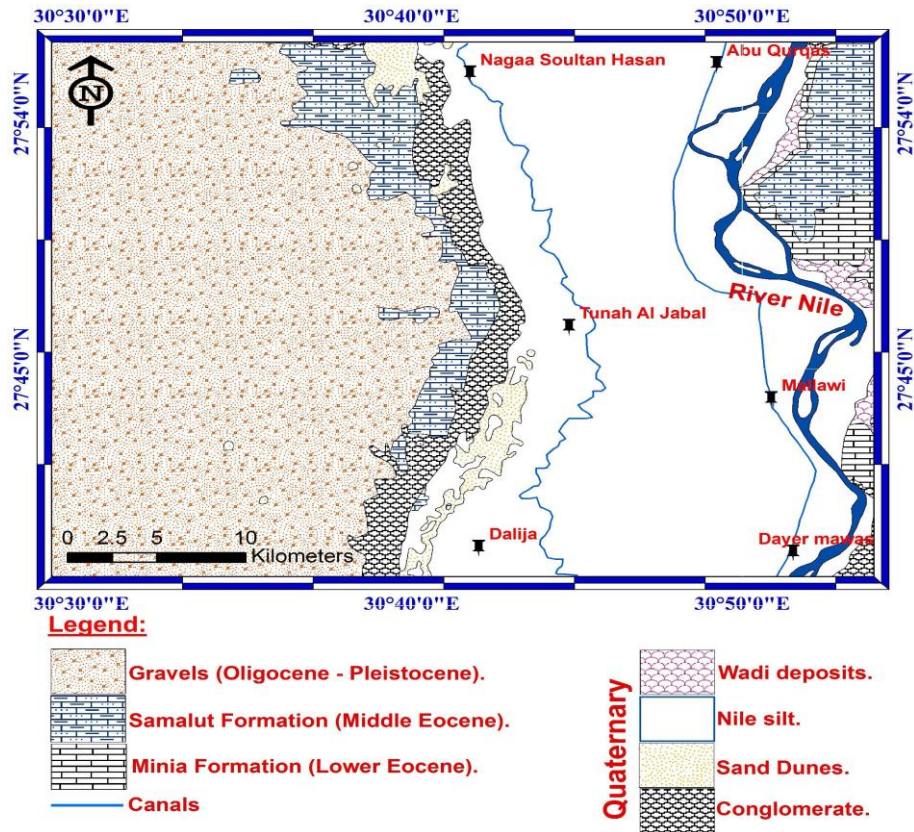 30°30'0"E 30°40'0"E 30°50'0"E
Nagaa Soultan Hasan
Abu Qurqas
N
27°54'0"N 27°54'0"N
River Nile
Tunah Al Jabal
27°45'0"N 27°45'0"N
Mallawi
Dalija
Dayer mawas
0 2.5 5 10
Kilometers
30°30'0"E 30°40'0"E 30°50'0"E
Legend:
Gravels (Oligocene - Pleistocene).
Samalut Formation (Middle Eocene).
Minia Formation (Lower Eocene).
Canals
Quaternary
Wadi deposits.
Nile silt.
Sand Dunes.
Conglomerate.